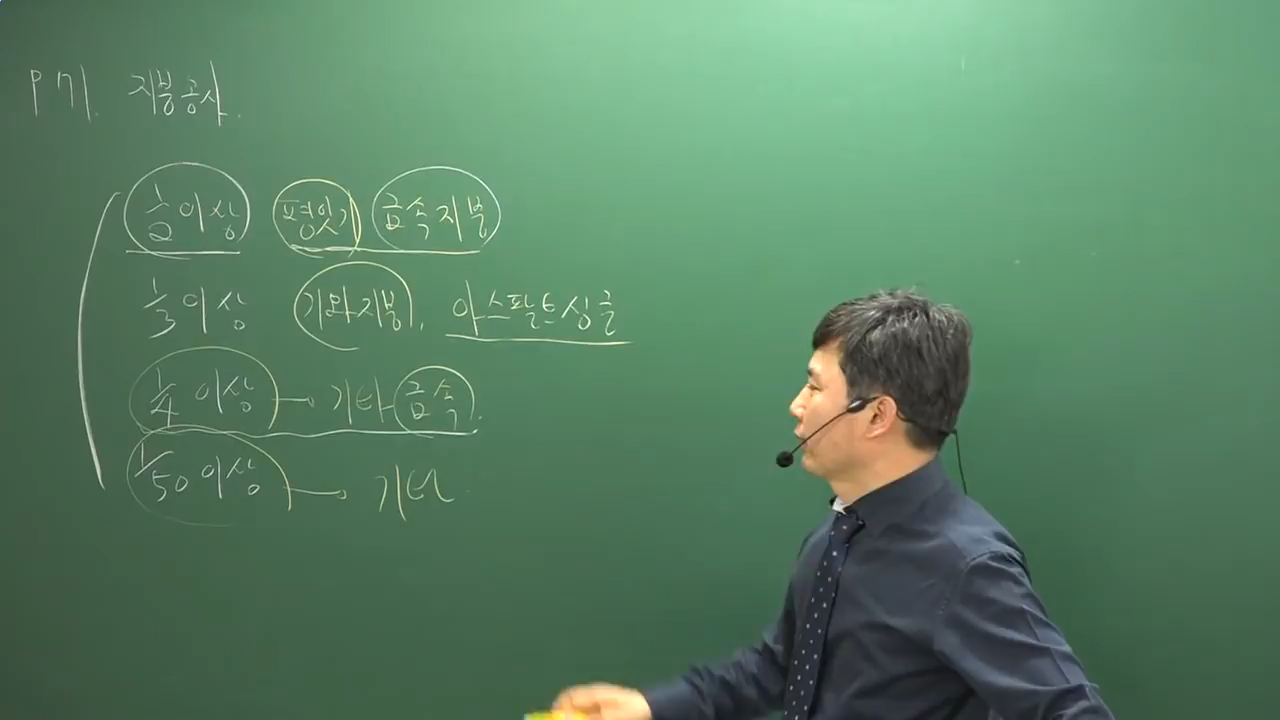 P 71. 지붕공사.
1/2 이상 평잇기 금속지붕
1/3 이상 기와지붕, 아스팔트싱글
1/4 이상 → 기타금속.
1/50 이상 → 기타.